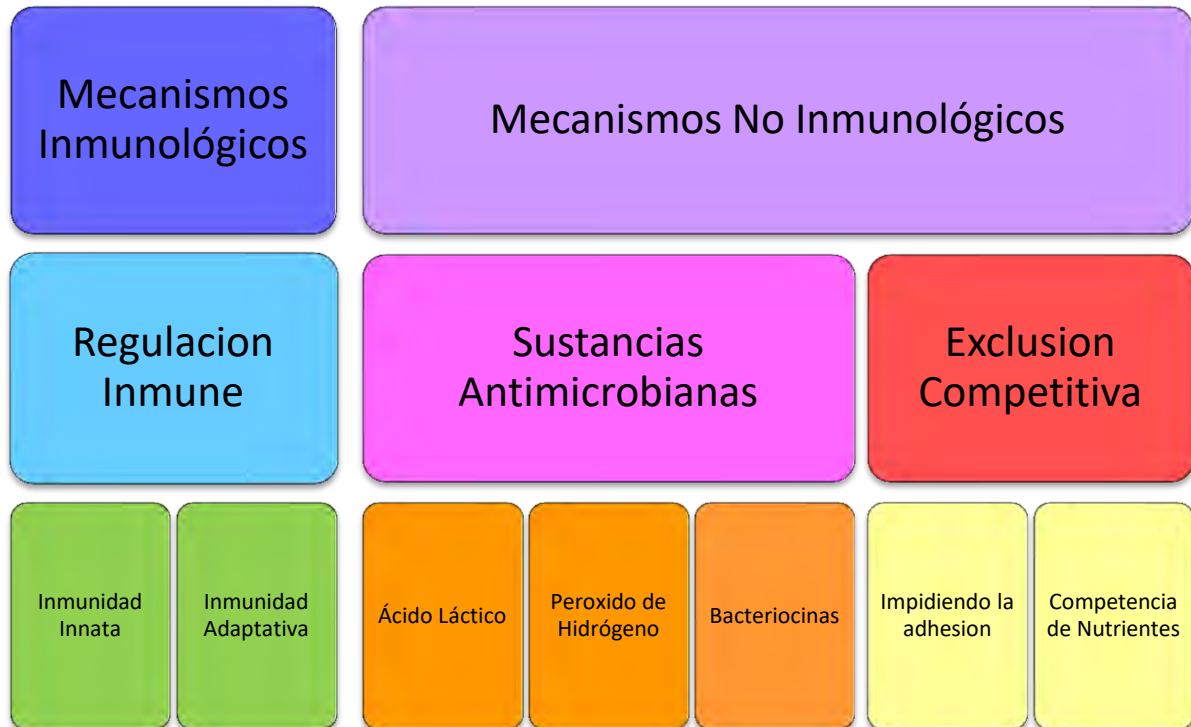 Mecanismos
Inmunológicos
Mecanismos No Inmunológicos
Regulacion
Inmune
Sustancias
Antimicrobianas
Exclusion
Competitiva
Inmunidad
Innata
Inmunidad
Adaptativa
Ácido Láctico
Peroxido de
Hidrógeno
Bacteriocinas
Impidiendo la
adhesion
Competencia
de Nutrientes